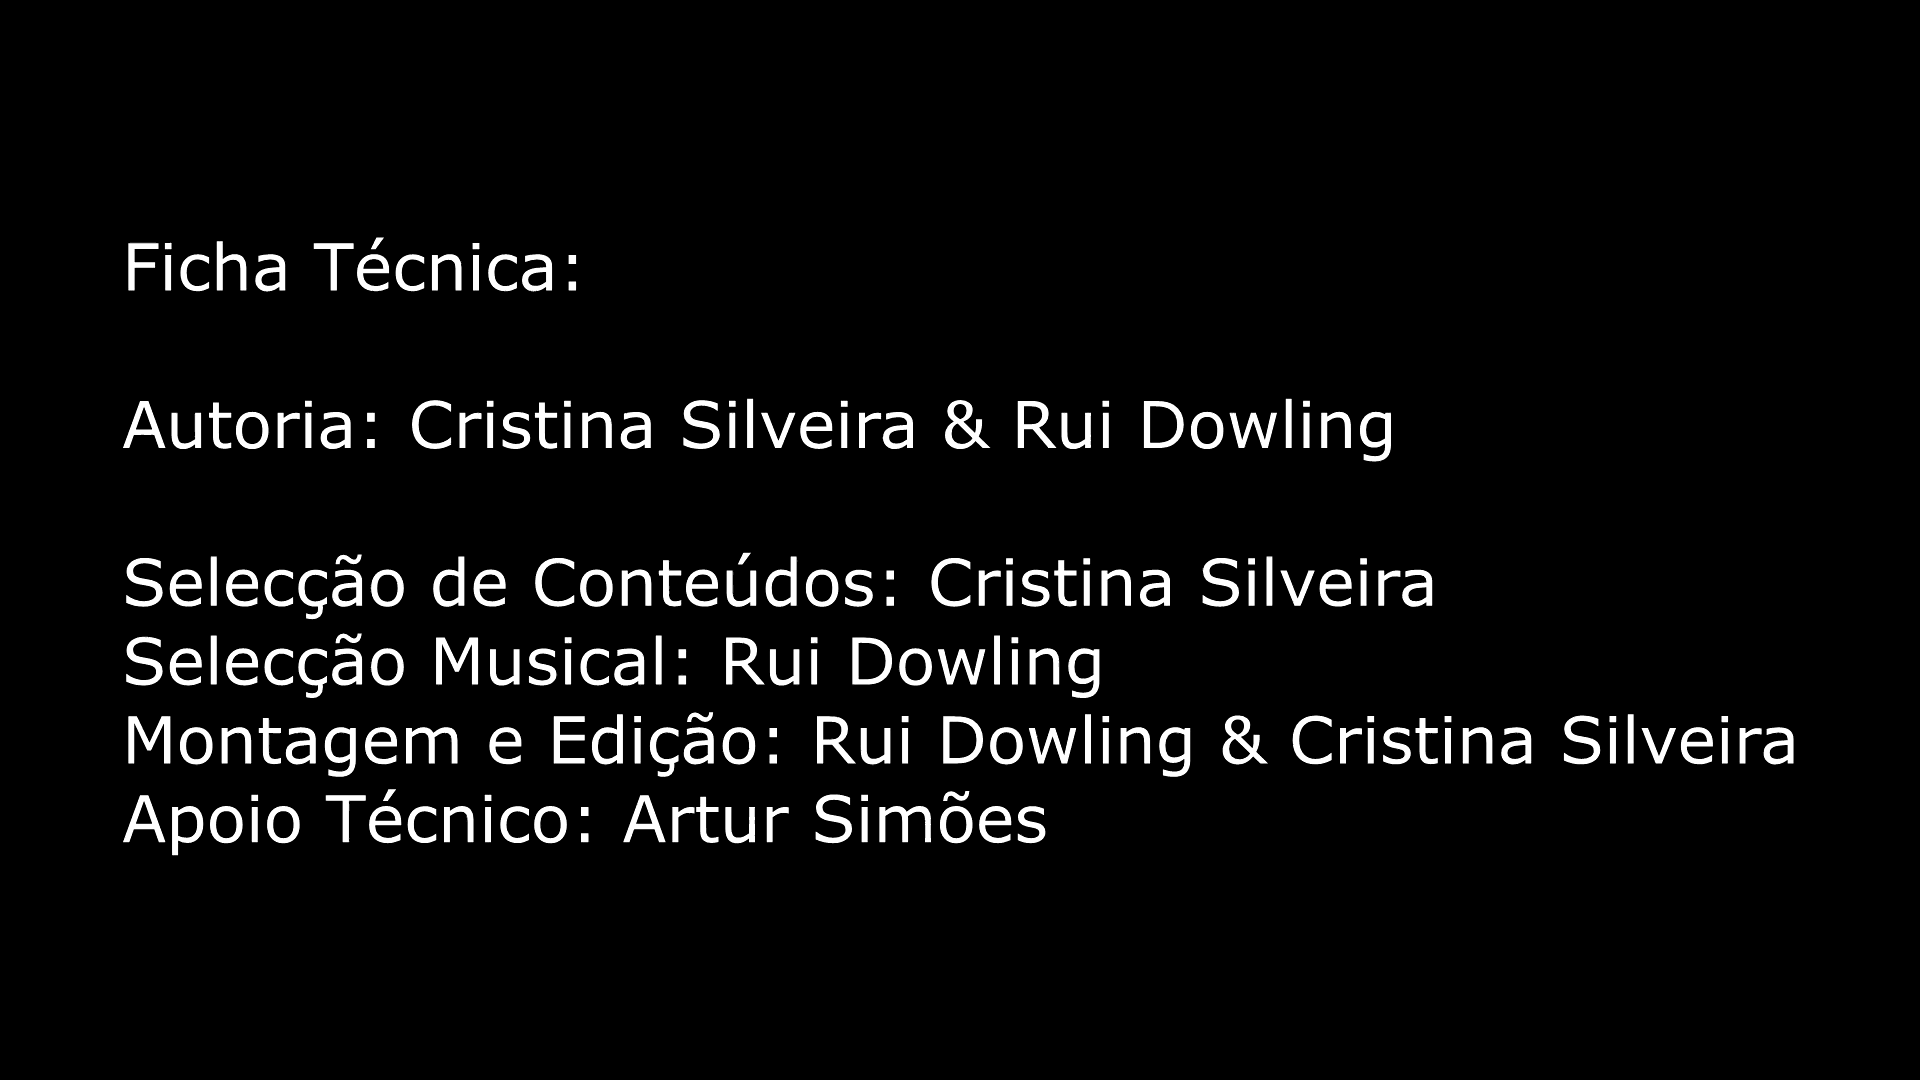 Ficha Técnica:
Autoria: Cristina Silveira & Rui Dowling
Selecção de Conteúdos: Cristina Silveira
Selecção Musical: Rui Dowling
Montagem e Edição: Rui Dowling & Cristina Silveira
Apoio Técnico: Artur Simões